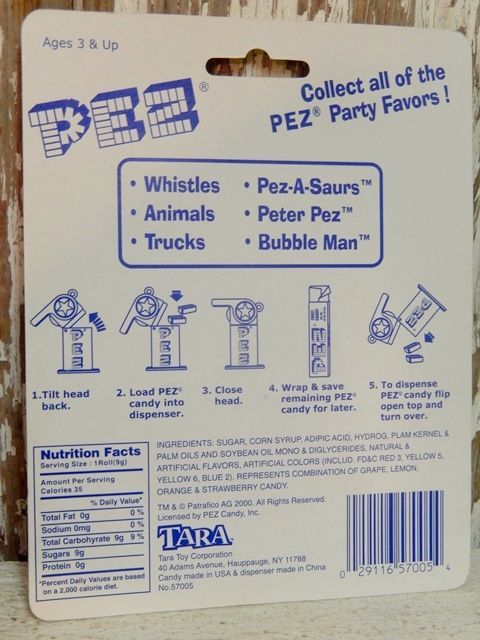 Ages 3 & Up
PEZ®
Collect all of the
PEZ® Party Favors !
• Whistles
• Animals
• Trucks
• Pez-A-Saurs™
• Peter Pez™
• Bubble Man™
PEZ
PEZ
PEZ
PEZ
PEZ
1.Tilt head
back.
2. Load PEZ®
candy into
dispenser.
3. Close
head.
4. Wrap & save
remaining PEZ®
candy for later.
5. To dispense
PEZ® candy flip
open top and
turn over.
Nutrition Facts
Serving Size : 1Roll(9g)
Amount Per Serving
Calories 35
% Daily Value*
Total Fat 0g 0 %
Sodium 0mg 0 %
Total Carbohyrate 9g 9 %
Sugars 9g
Protein 0g
*Percent Daily Values are based
on a 2,000 calorie diet.
INGREDIENTS: SUGAR, CORN SYRUP, ADIPIC ACID, HYDROG, PLAM KERNEL &
PALM OILS AND SOYBEAN OIL MONO & DIGLYCERIDES, NATURAL &
ARTIFICIAL FLAVORS, ARTIFICIAL COLORS (INCLUD. FD&C RED 3, YELLOW 5,
YELLOW 6, BLUE 2). REPRESENTS COMBINATION OF GRAPE, LEMON,
ORANGE & STRAWBERRY CANDY.
TM & © Patrafico AG 2000. All Rights Reserved.
Licensed by PEZ Candy, Inc.
TARA
Tara Toy Corporation
40 Adams Avenue, Hauppauge, NY 11788
Candy made in USA & dispenser made in China
No.57005
0 29116 57005 4